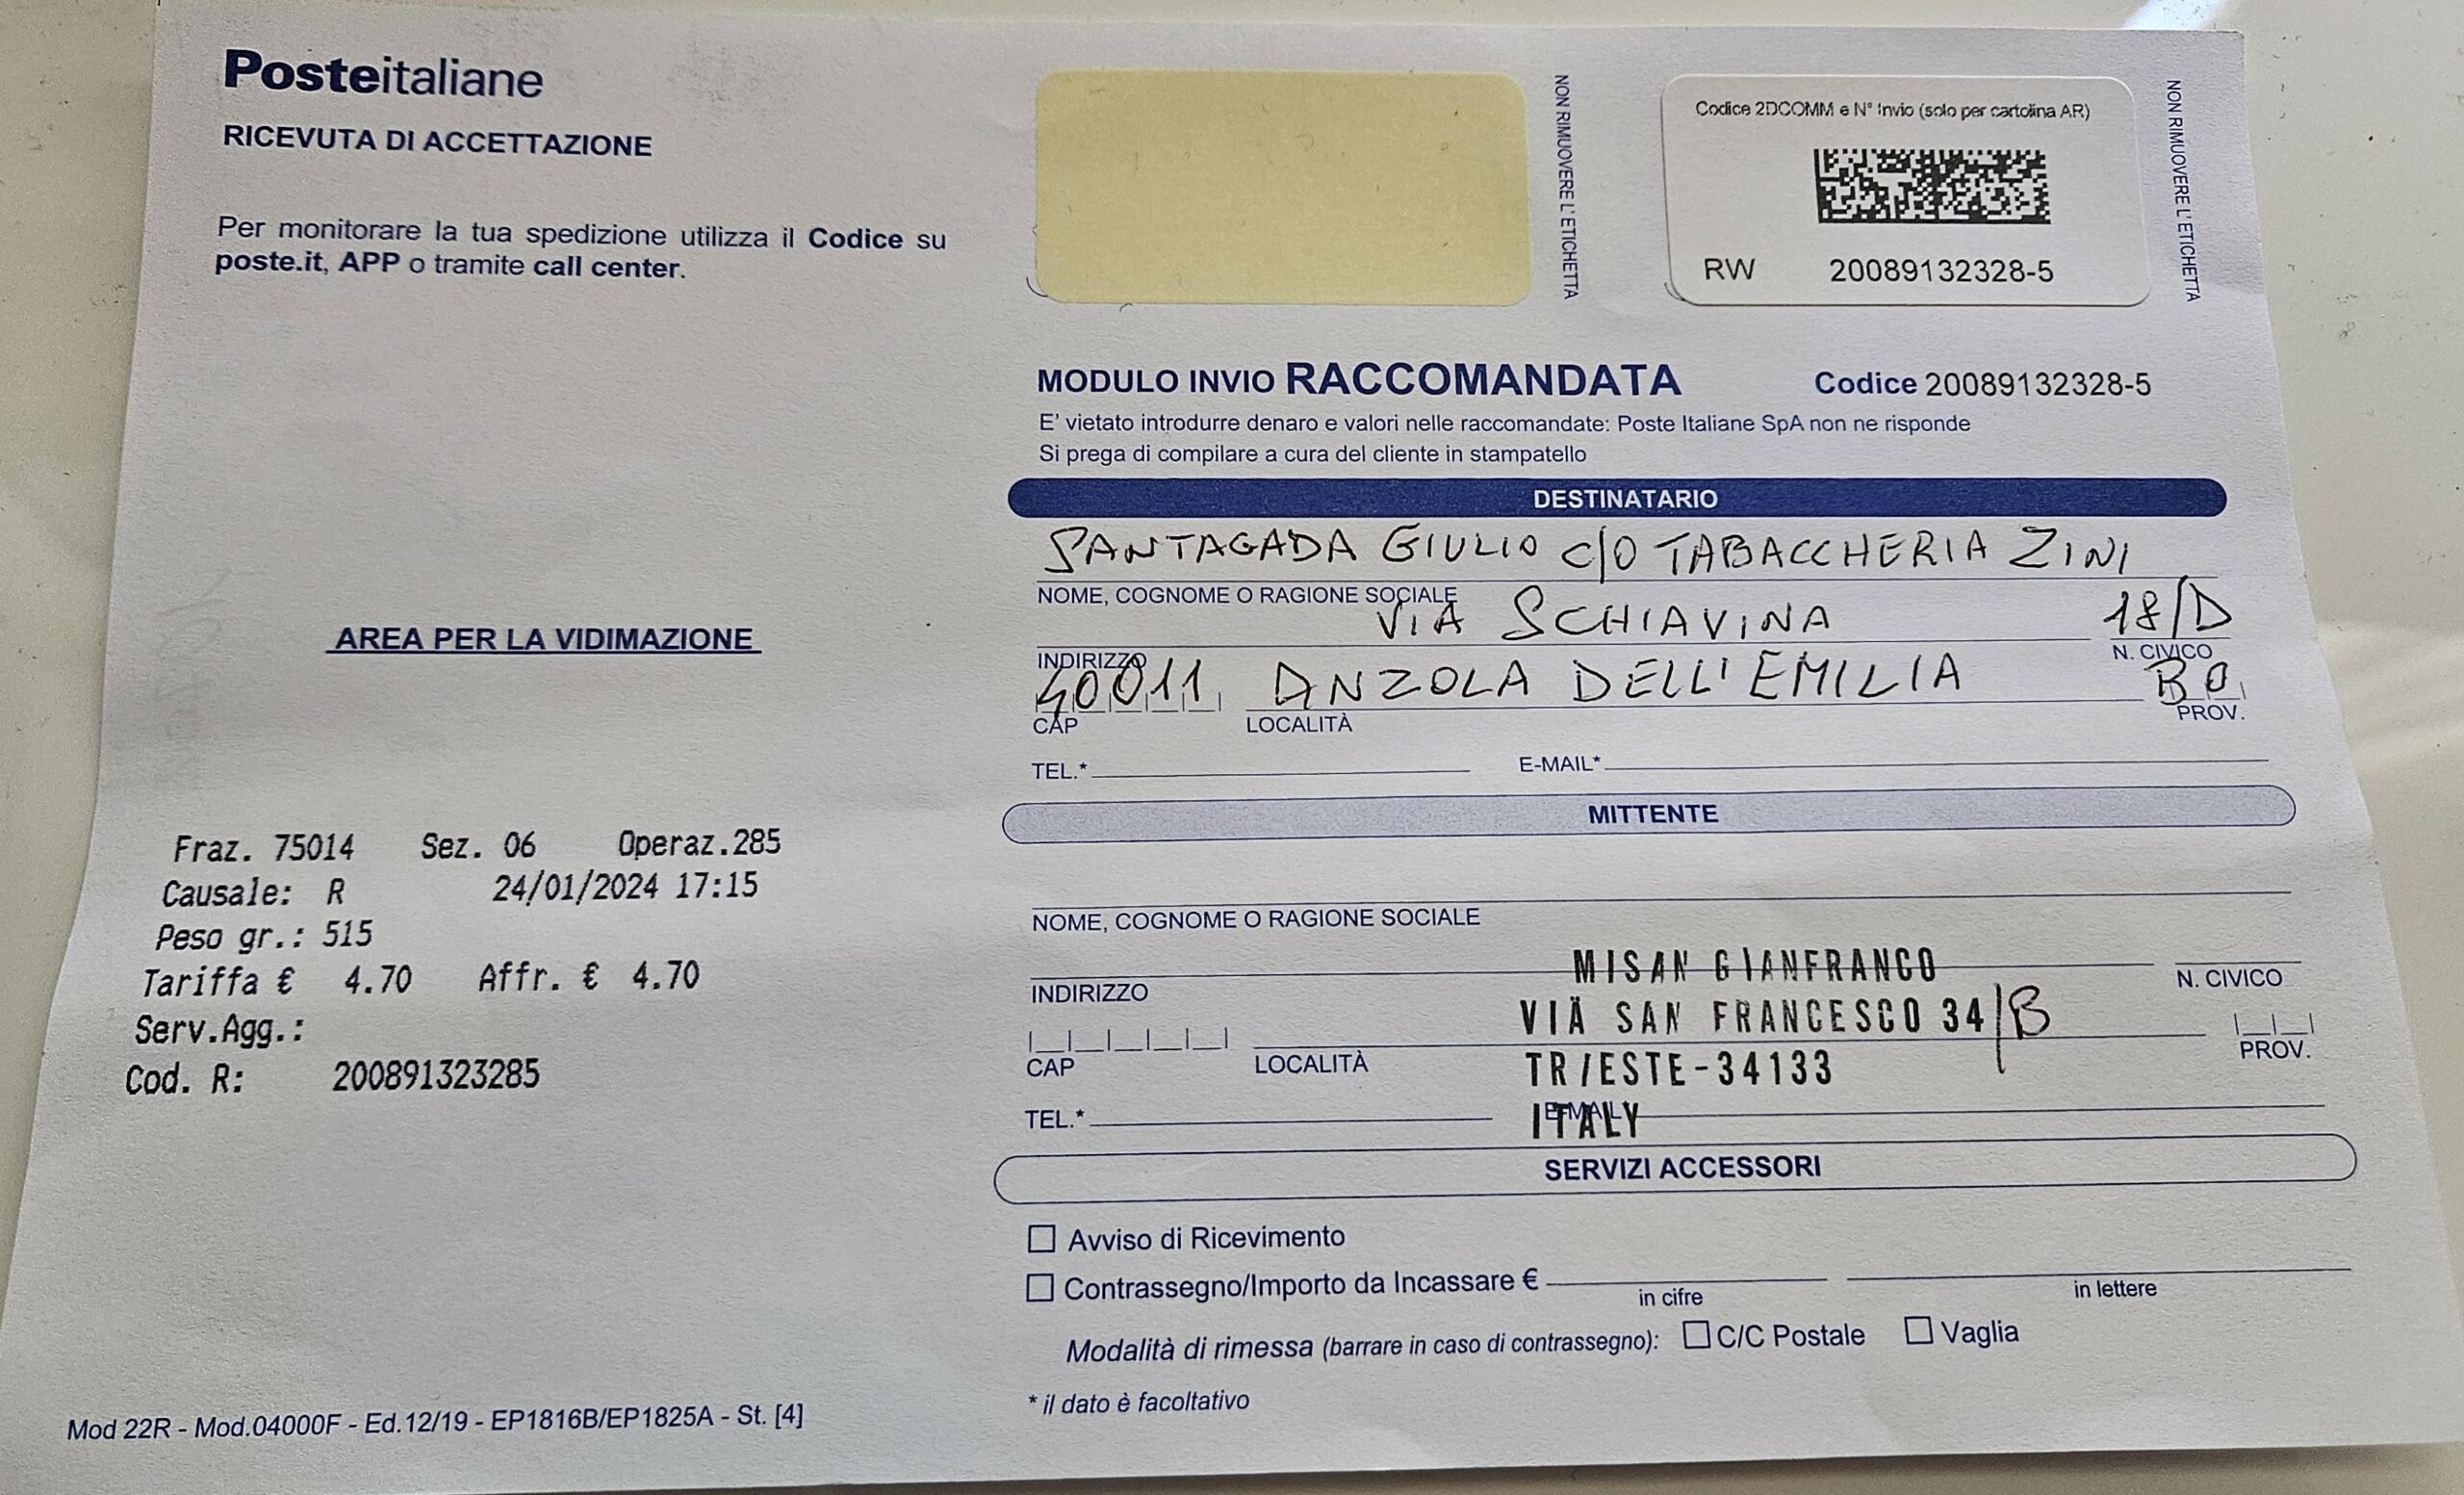 Posteitaliane
RICEVUTA DI ACCETTAZIONE
Per monitorare la tua spedizione utilizza il Codice su
poste.it, APP o tramite call center.
AREA PER LA VIDIMAZIONE
Fraz. 75014 Sez. 06 Operaz.285
Causale: R 24/01/2024 17:15
Peso gr.: 515
Tariffa € 4.70 Affr. € 4.70
Serv.Agg.:
Cod. R: 200891323285
Mod 22R - Mod.04000F - Ed.12/19 - EP1816B/EP1825A - St. [4]
NON RIMUOVERE L' ETICHETTA
Codice 2DCOMM e N° Invio (solo per cartolina AR)
RW 20089132328-5
NON RIMUOVERE L' ETICHETTA
MODULO INVIO RACCOMANDATA Codice 20089132328-5
E' vietato introdurre denaro e valori nelle raccomandate: Poste Italiane SpA non ne risponde
Si prega di compilare a cura del cliente in stampatello
DESTINATARIO
SANTAGADA GIULIO C/O TABACCHERIA ZINI
NOME, COGNOME O RAGIONE SOCIALE
VIA SCHIAVINA 18/D
INDIRIZZO N. CIVICO
40011 ANZOLA DELL'EMILIA BO
CAP LOCALITÀ PROV.
TEL.* E-MAIL*
MITTENTE
NOME, COGNOME O RAGIONE SOCIALE
MISAN GIANFRANCO
INDIRIZZO N. CIVICO
VIA SAN FRANCESCO 34/B
CAP LOCALITÀ PROV.
TRIESTE-34133
TEL.* E-MAIL*
ITALY
SERVIZI ACCESSORI
Avviso di Ricevimento
Contrassegno/Importo da Incassare €
in cifre in lettere
Modalità di rimessa (barrare in caso di contrassegno): C/C Postale Vaglia
* il dato è facoltativo